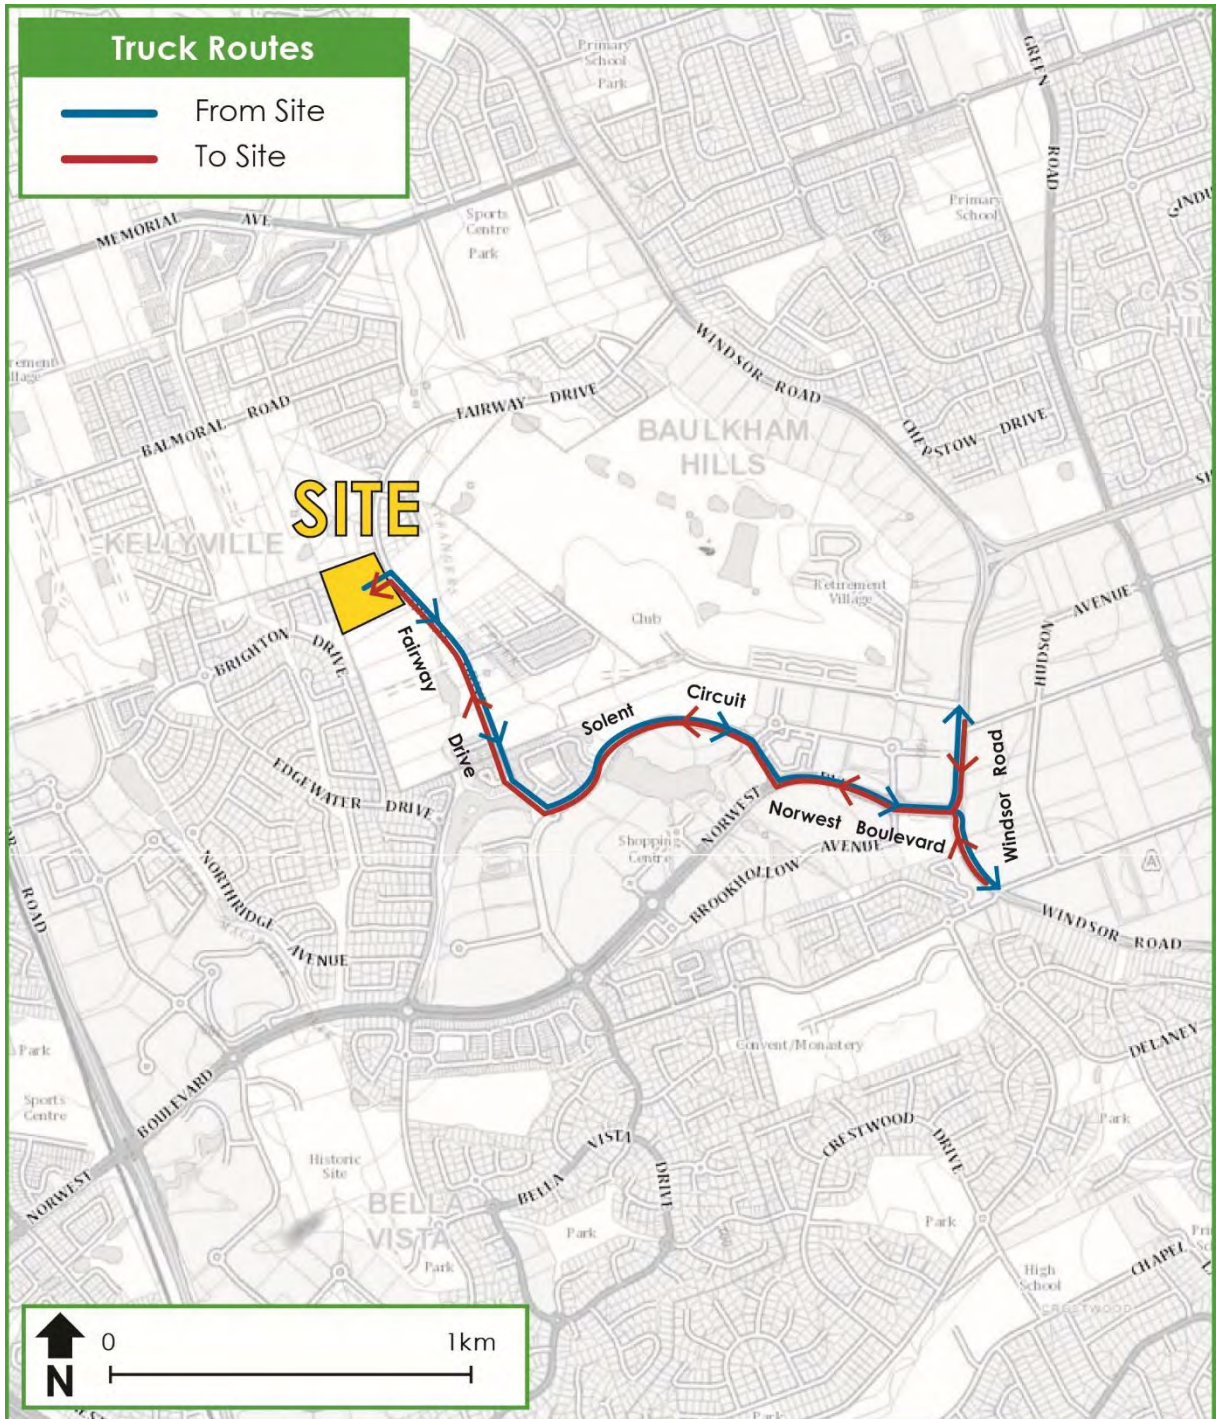 Truck Routes
From Site
To Site
Primary
School
Park
GREEN
ROAD
MEMORIAL AVE
Sports
Centre
Park
Primary
School
WINDSOR ROAD
FAIRWAY DRIVE
BALMORAL ROAD
BAULKHAM
HILLS
CHEPSTOW DRIVE
SITE
KELLYVILLE
Retirement
Village
Club
AVENUE
HUDSON
BRIGHTON DRIVE
Fairway
Drive
Solent
Circuit
EDGEWATER DRIVE
NORWEST
Norwest Boulevard
Windsor Road
Shopping
Centre
BROOKHOLLOW AVENUE
NORTHRIDGE AVENUE
ROAD
WINDSOR ROAD
Convent/Monastery
DELANEY
Park
Sports
Centre
NORWEST BOULEVARD
Historic
Site
BELLA
VISTA
BELLA VISTA DRIVE
CRESTWOOD DRIVE
Park
Park
Park
Park
High
School
CHAPEL
CRESTWOOD
0 1km
N
Park